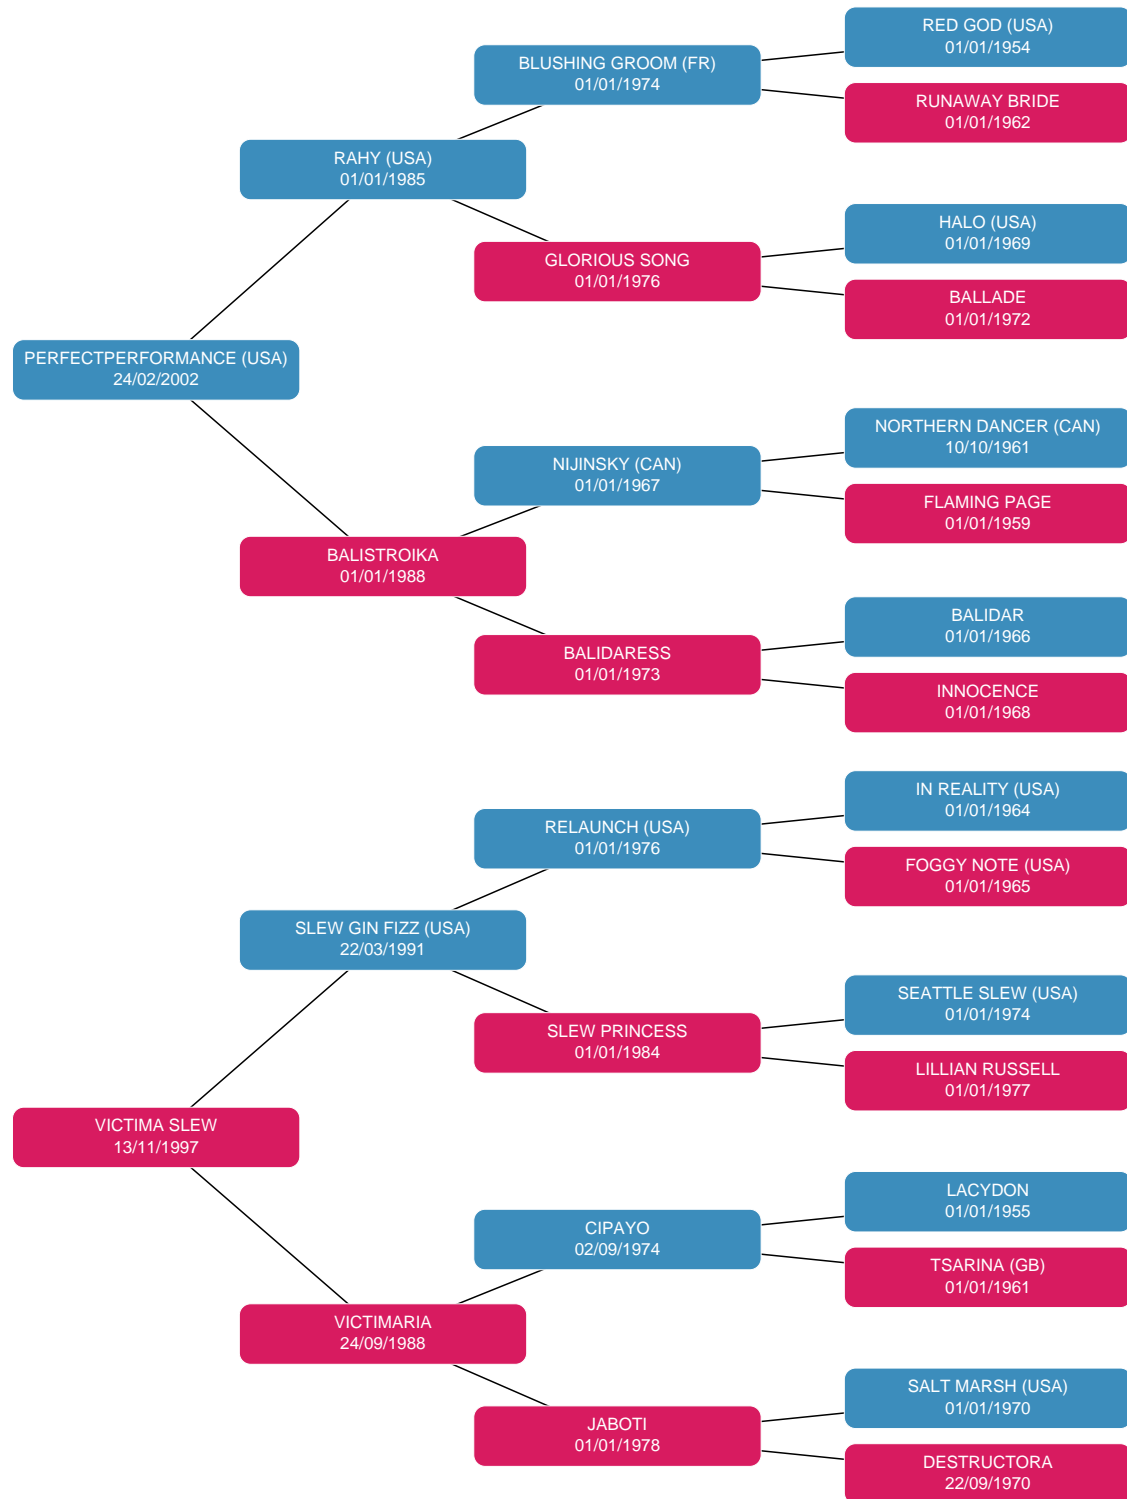 RED GOD (USA)
01/01/1954
BLUSHING GROOM (FR)
01/01/1974
RUNAWAY BRIDE
01/01/1962
RAHY (USA)
01/01/1985
HALO (USA)
01/01/1969
GLORIOUS SONG
01/01/1976
BALLADE
01/01/1972
PERFECTPERFORMANCE (USA)
24/02/2002
NORTHERN DANCER (CAN)
10/10/1961
NIJINSKY (CAN)
01/01/1967
FLAMING PAGE
01/01/1959
BALISTROIKA
01/01/1988
BALIDAR
01/01/1966
BALIDARESS
01/01/1973
INNOCENCE
01/01/1968
IN REALITY (USA)
01/01/1964
RELAUNCH (USA)
01/01/1976
FOGGY NOTE (USA)
01/01/1965
SLEW GIN FIZZ (USA)
22/03/1991
SEATTLE SLEW (USA)
01/01/1974
SLEW PRINCESS
01/01/1984
LILLIAN RUSSELL
01/01/1977
VICTIMA SLEW
13/11/1997
LACYDON
01/01/1955
CIPAYO
02/09/1974
TSARINA (GB)
01/01/1961
VICTIMARIA
24/09/1988
SALT MARSH (USA)
01/01/1970
JABOTI
01/01/1978
DESTRUCTORA
22/09/1970